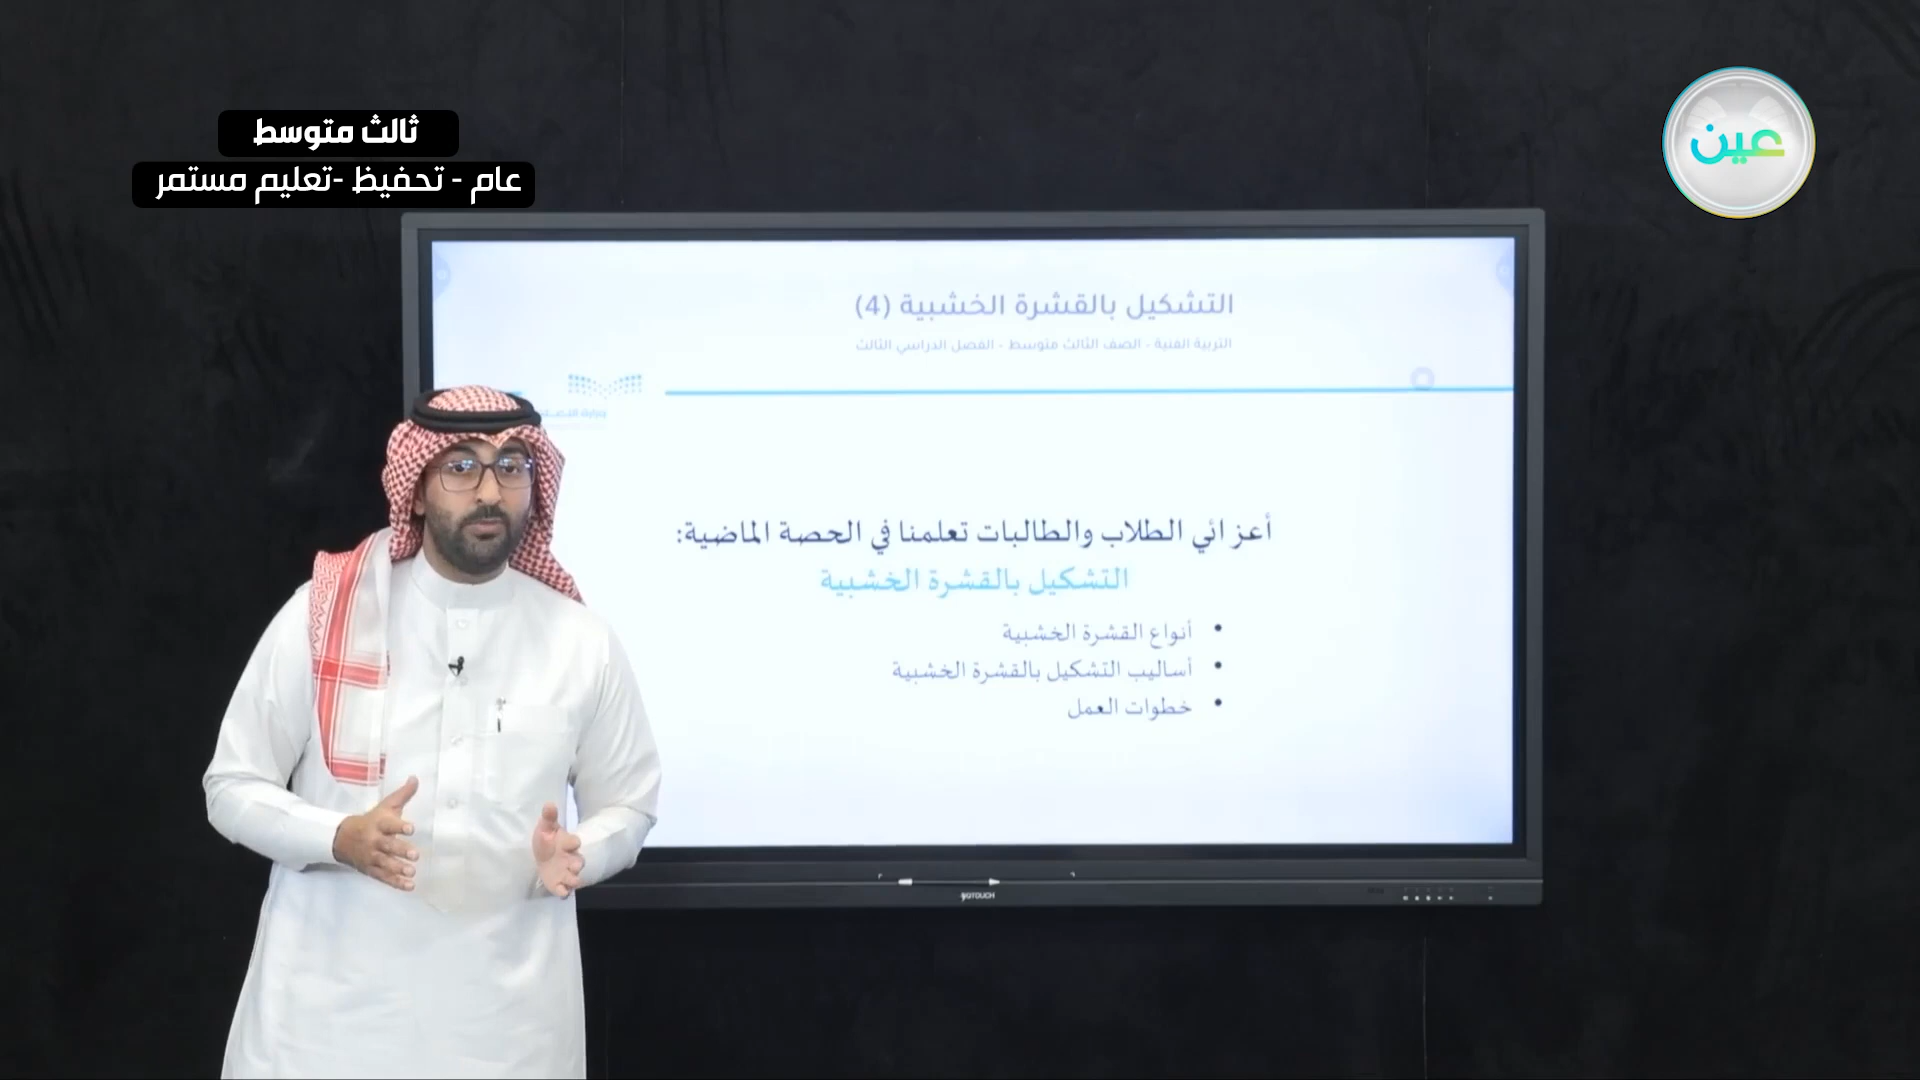 ثالث متوسط
عام - تحفيظ -تعليم مستمر
عين
التشكيل بالقشرة الخشبية (4)
التربية الفنية - الصف الثالث متوسط - الفصل الدراسي الثالث
أعزائي الطلاب والطالبات تعلمنا في الحصة الماضية:
التشكيل بالقشرة الخشبية
• أنواع القشرة الخشبية
• أساليب التشكيل بالقشرة الخشبية
• خطوات العمل